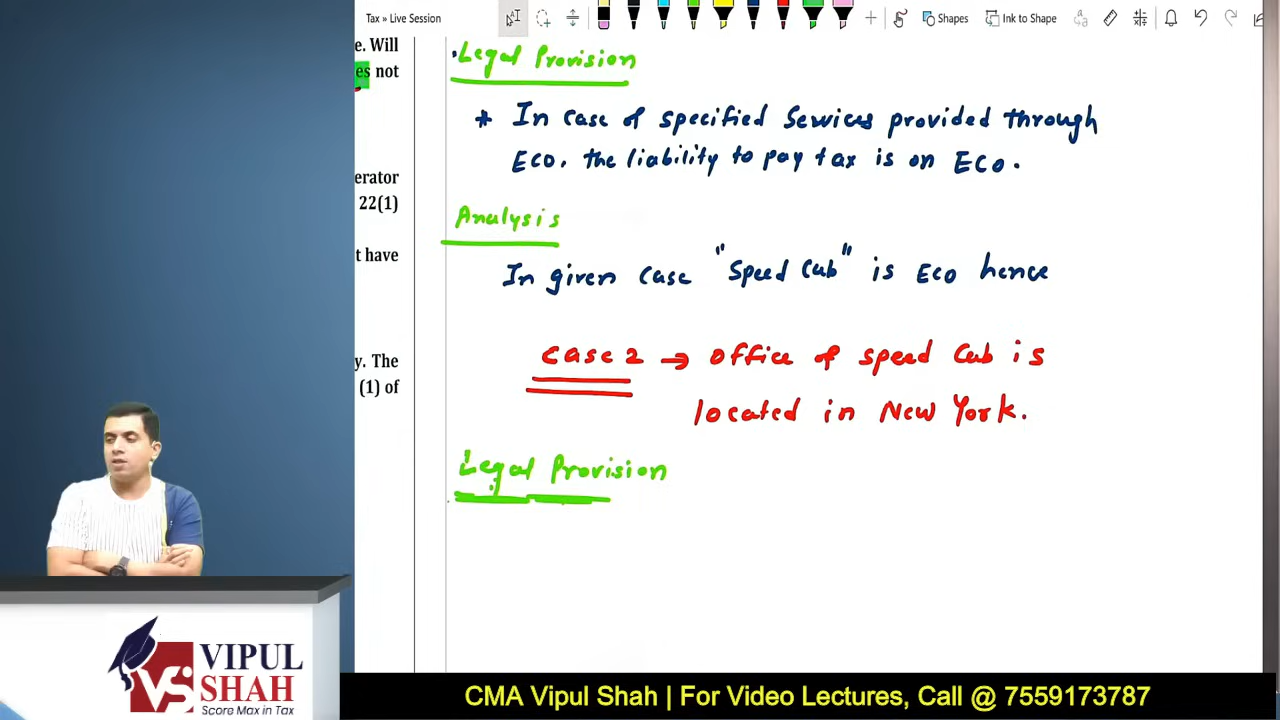 Tax » Live Session
Shapes
Ink to Shape
e. Will
es not
erator
22(1)
t have
y. The
(1) of
Legal Provision
* In case of specified Services provided through
Eco, the liability to pay tax is on ECO.
Analysis
In given case "Speed Cab" is Eco hence
case 2 → office of speed Cab is
located in New York.
Legal Provision
VS
VIPUL
SHAH
Score Max in Tax
CMA Vipul Shah | For Video Lectures, Call @ 7559173787